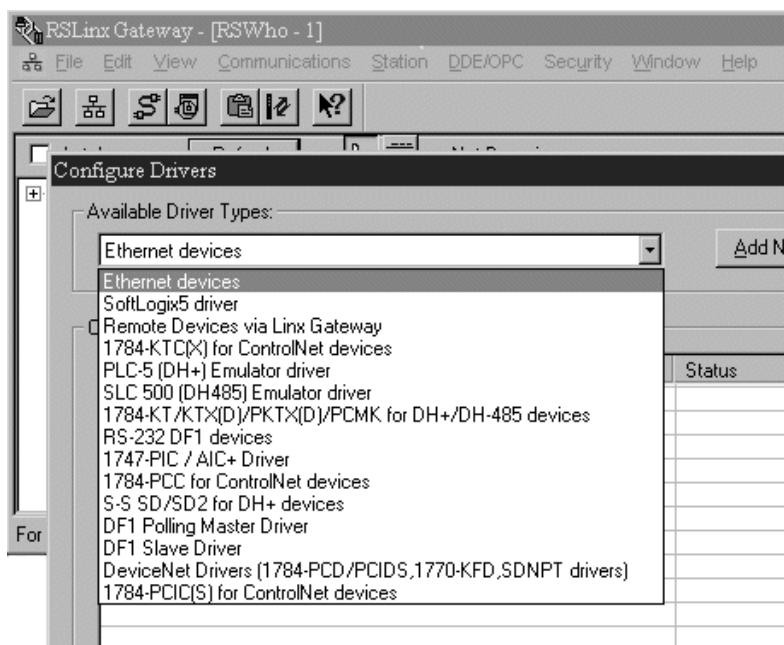 RSLinx Gateway - [RSWho - 1]
File Edit View Communications Station DDE/OPC Security Window Help
Configure Drivers
Available Driver Types:
Ethernet devices
Add N
Ethernet devices
SoftLogix5 driver
Remote Devices via Linx Gateway
1784-KTC(X) for ControlNet devices
PLC-5 (DH+) Emulator driver
Status
SLC 500 (DH485) Emulator driver
1784-KT/KTX(D)/PKTX(D)/PCMK for DH+/DH-485 devices
RS-232 DF1 devices
1747-PIC / AIC+ Driver
1784-PCC for ControlNet devices
S-S SD/SD2 for DH+ devices
DF1 Polling Master Driver
For
DF1 Slave Driver
DeviceNet Drivers (1784-PCD/PCIDS,1770-KFD,SDNPT drivers)
1784-PCIC(S) for ControlNet devices